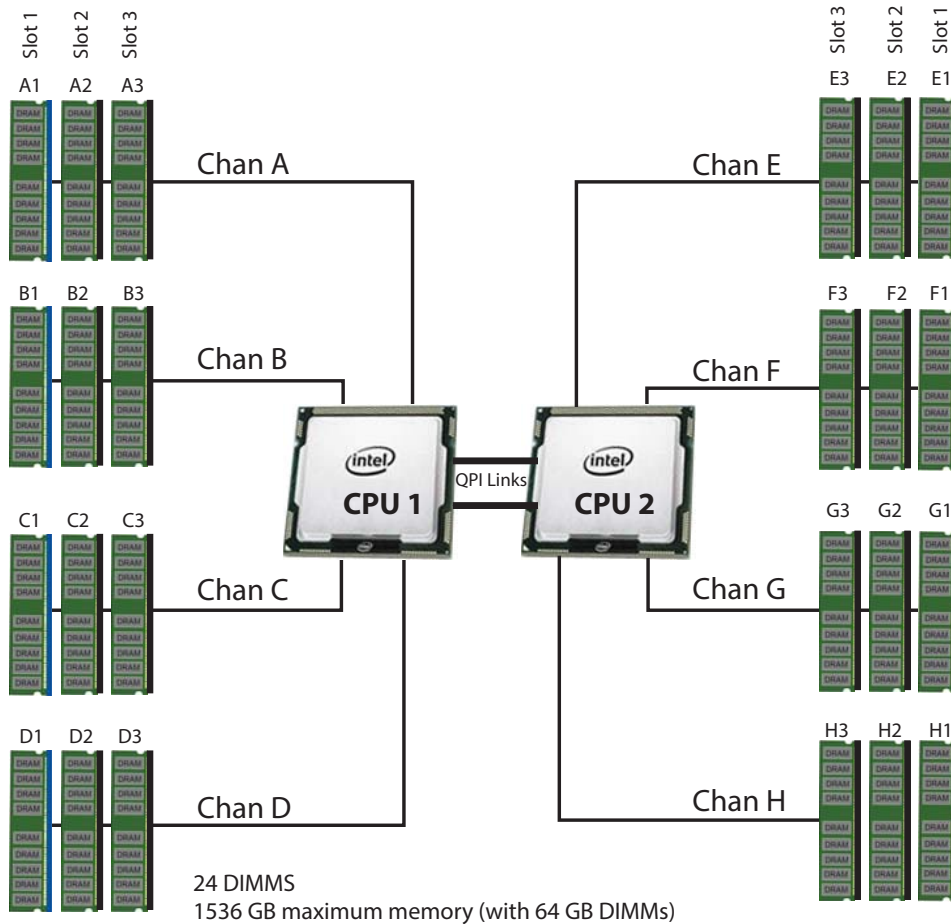 Slot 1
Slot 2
Slot 3
Slot 3
Slot 2
Slot 1
A1 A2 A3
E3 E2 E1
DRAM
Chan A
Chan E
B1 B2 B3
F3 F2 F1
Chan B
Chan F
intel
QPI Links
intel
CPU 1
CPU 2
C1 C2 C3
G3 G2 G1
Chan C
Chan G
D1 D2 D3
H3 H2 H1
Chan D
Chan H
24 DIMMS
1536 GB maximum memory (with 64 GB DIMMs)